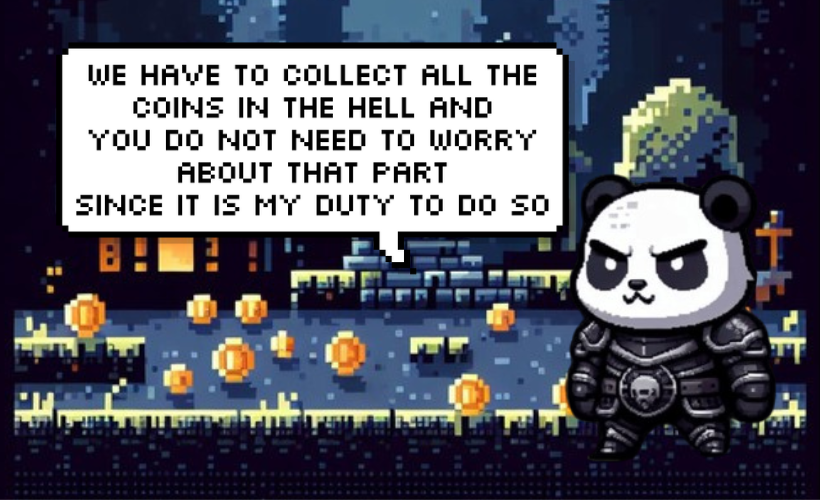 WE HAVE TO COLLECT ALL THE
COINS IN THE HELL AND
YOU DO NOT NEED TO WORRY
ABOUT THAT PART
SINCE IT IS MY DUTY TO DO SO